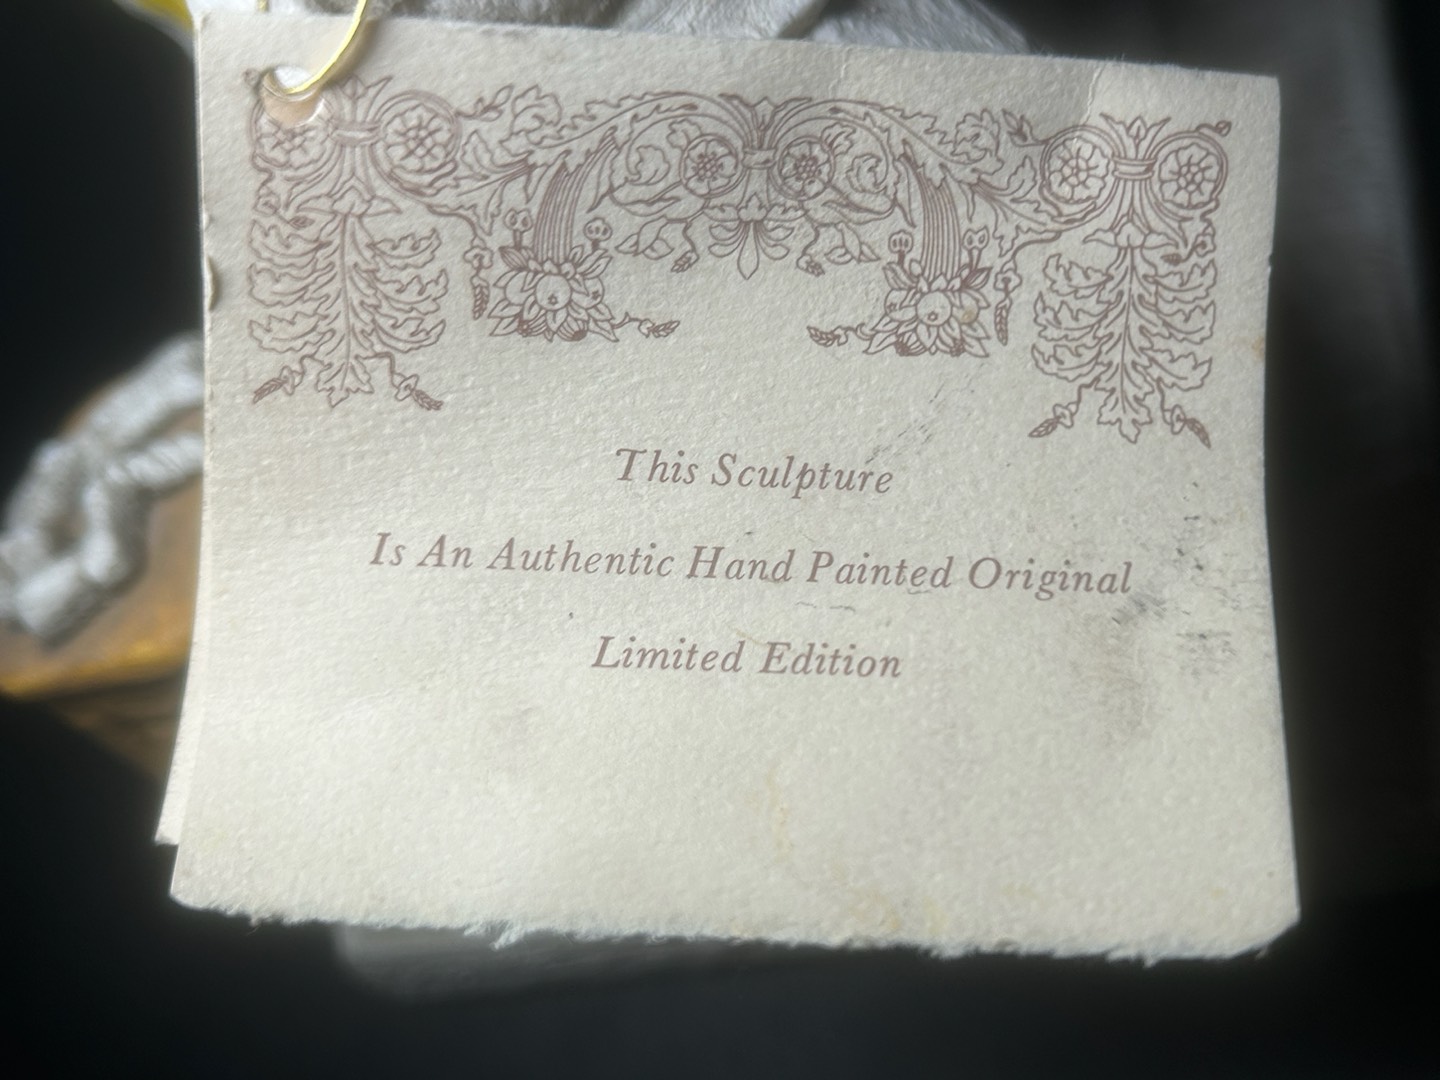 This Sculpture
Is An Authentic Hand Painted Original
Limited Edition